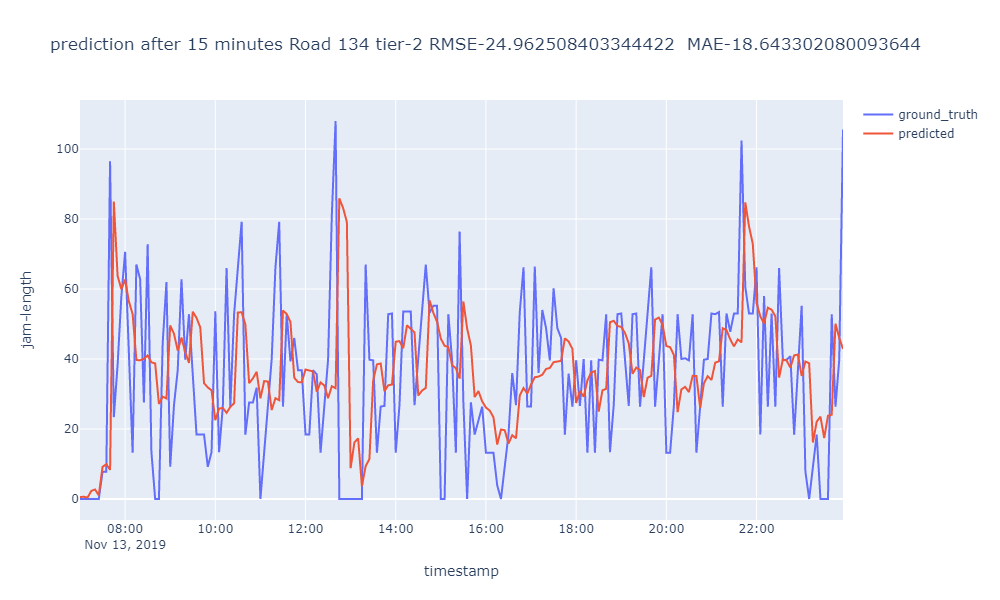 prediction after 15 minutes Road 134 tier-2 RMSE-24.962508403344422  MAE-18.643302080093644
ground_truth
predicted
100
80
60
40
20
0
jam-length
08:00 10:00 12:00 14:00 16:00 18:00 20:00 22:00
Nov 13, 2019
timestamp